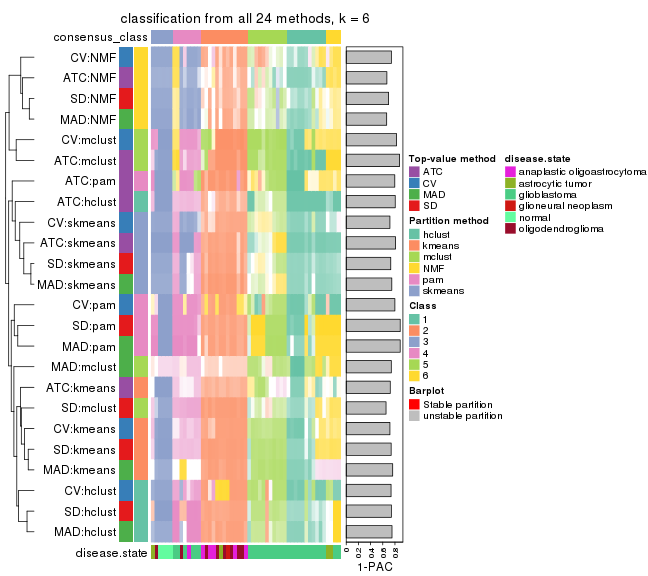 classification from all 24 methods, k = 6
consensus_class
CV:NMF
ATC:NMF
SD:NMF
MAD:NMF
CV:mclust
ATC:mclust
ATC:pam
ATC:hclust
CV:skmeans
ATC:skmeans
SD:skmeans
MAD:skmeans
CV:pam
SD:pam
MAD:pam
MAD:mclust
ATC:kmeans
SD:mclust
CV:kmeans
SD:kmeans
MAD:kmeans
CV:hclust
SD:hclust
MAD:hclust
disease.state
0 0.2 0.4 0.6 0.8
1-PAC
Top-value method
ATC
CV
MAD
SD
Partition method
hclust
kmeans
mclust
NMF
pam
skmeans
Class
1
2
3
4
5
6
Barplot
Stable partition
unstable partition
disease.state
anaplastic oligoastrocytoma
astrocytic tumor
glioblastoma
glioneural neoplasm
normal
oligodendroglioma